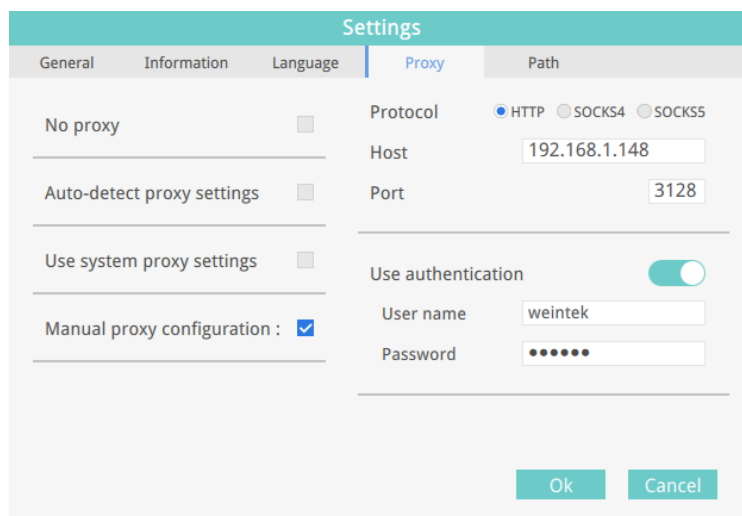 Settings
General Information Language Proxy Path
No proxy
Auto-detect proxy settings
Use system proxy settings
Manual proxy configuration :
Protocol HTTP SOCKS4 SOCKS5
Host 192.168.1.148
Port 3128
Use authentication
User name weintek
Password ●●●●●●
Ok Cancel